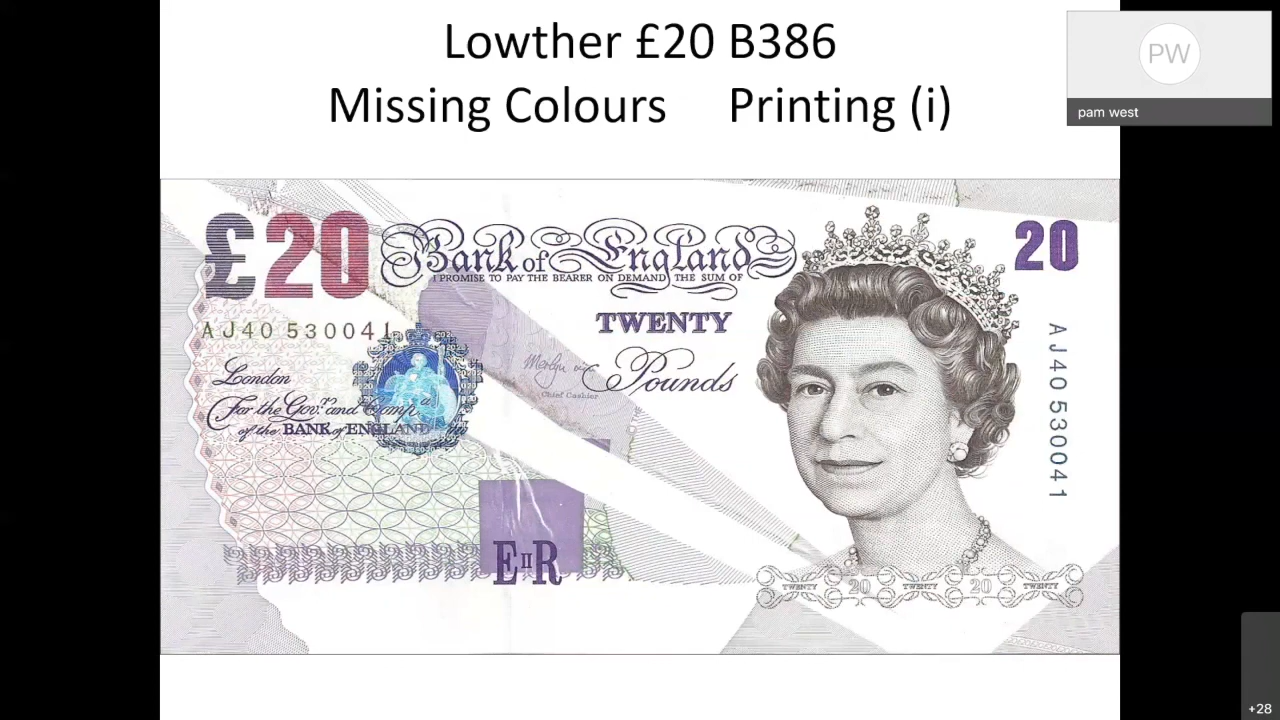 Lowther £20 B386
Missing Colours Printing (i)
PW
pam west
£20
Bank of England
I PROMISE TO PAY THE BEARER ON DEMAND THE SUM OF
20
TWENTY
Pounds
AJ40 530041
AJ40 530041
London
For the Govr. and Compa.
of the BANK of ENGLAND
Chief Cashier
EIIR
TWENTY 20 TWENTY 20 TWENTY
+28